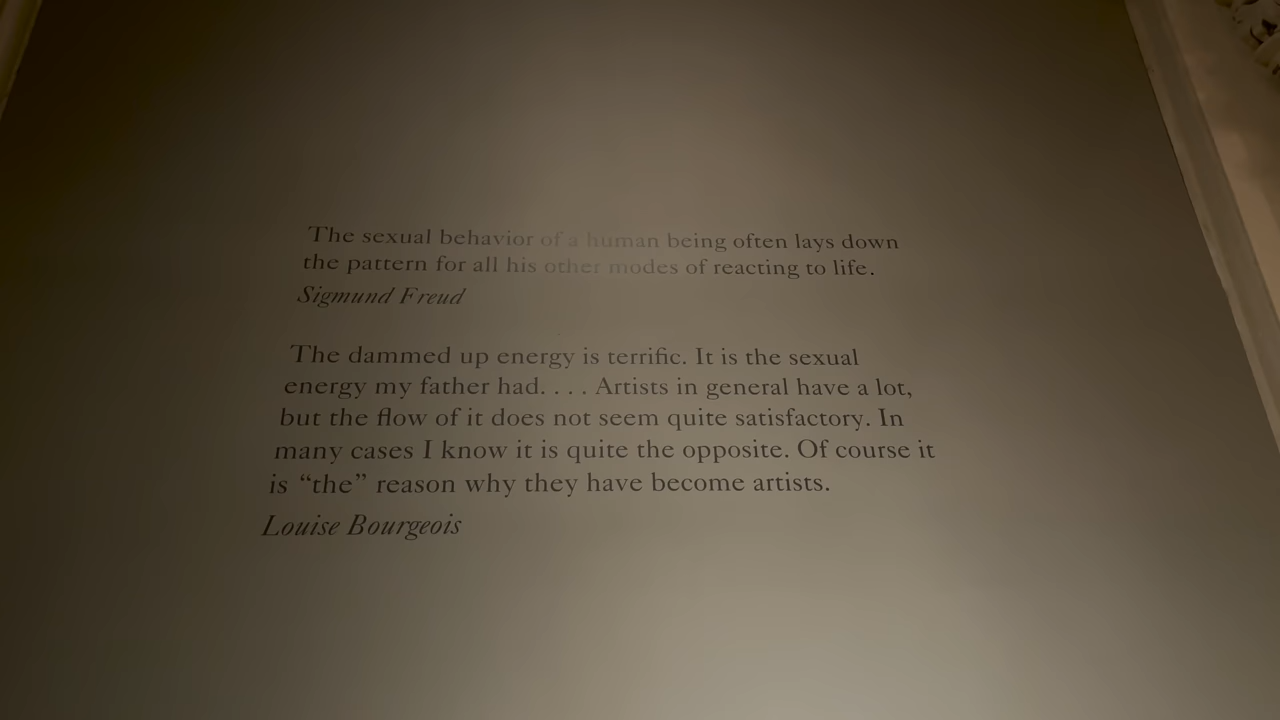 The sexual behavior of a human being often lays down
the pattern for all his other modes of reacting to life.
Sigmund Freud
The dammed up energy is terrific. It is the sexual
energy my father had. . . . Artists in general have a lot,
but the flow of it does not seem quite satisfactory. In
many cases I know it is quite the opposite. Of course it
is “the” reason why they have become artists.
Louise Bourgeois